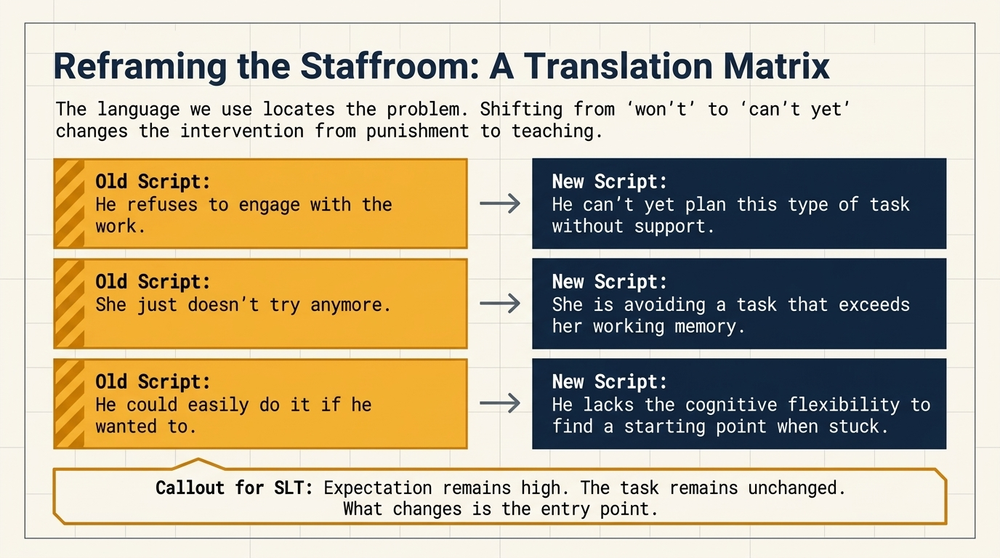 Reframing the Staffroom: A Translation Matrix
The language we use locates the problem. Shifting from ‘won’t’ to ‘can’t yet’
changes the intervention from punishment to teaching.
Old Script:
He refuses to engage with the
work.
New Script:
He can’t yet plan this type of task
without support.
Old Script:
She just doesn’t try anymore.
New Script:
She is avoiding a task that exceeds
her working memory.
Old Script:
He could easily do it if he
wanted to.
New Script:
He lacks the cognitive flexibility to
find a starting point when stuck.
Callout for SLT: Expectation remains high. The task remains unchanged.
What changes is the entry point.